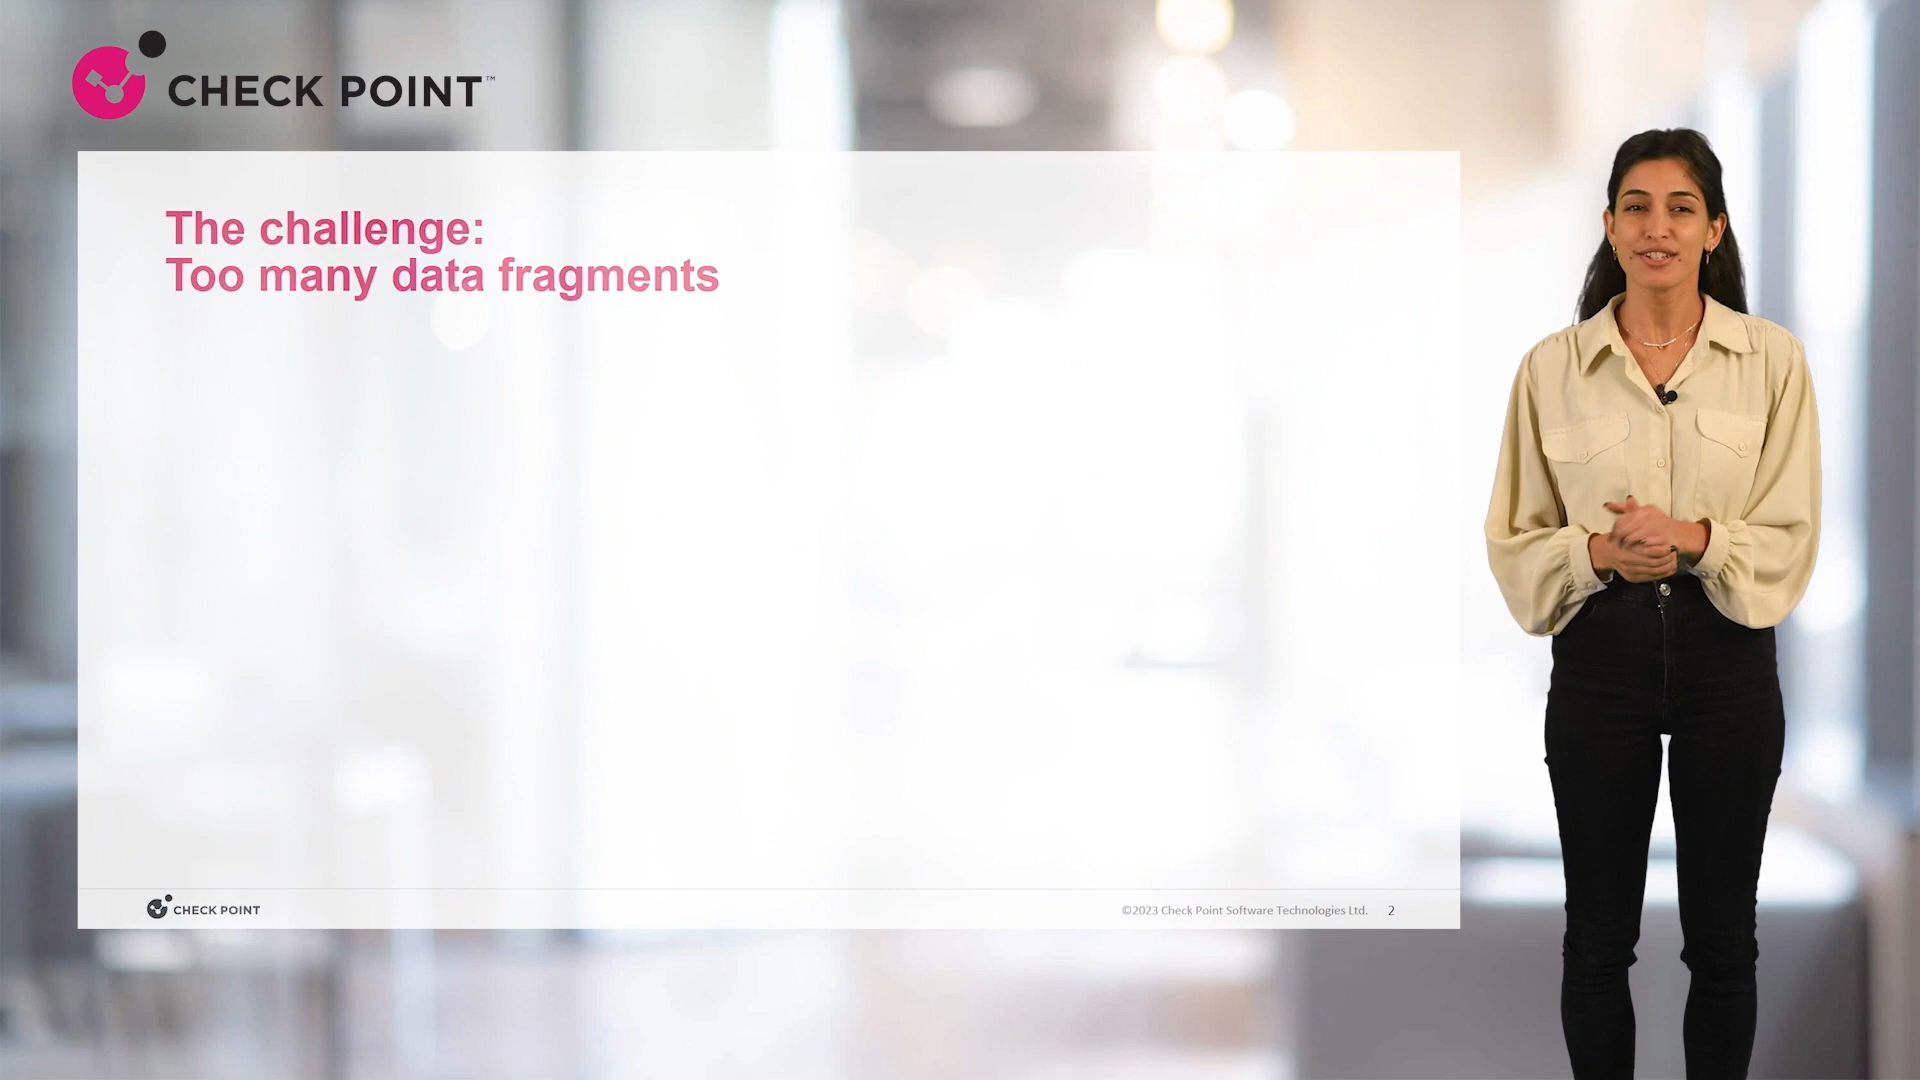 CHECK POINT™
The challenge:
Too many data fragments
CHECK POINT
©2023 Check Point Software Technologies Ltd. 2